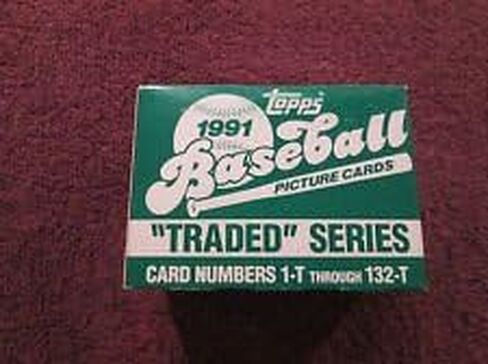 Topps
1991
Baseball
PICTURE CARDS
"TRADED" SERIES
CARD NUMBERS 1-T THROUGH 132-T